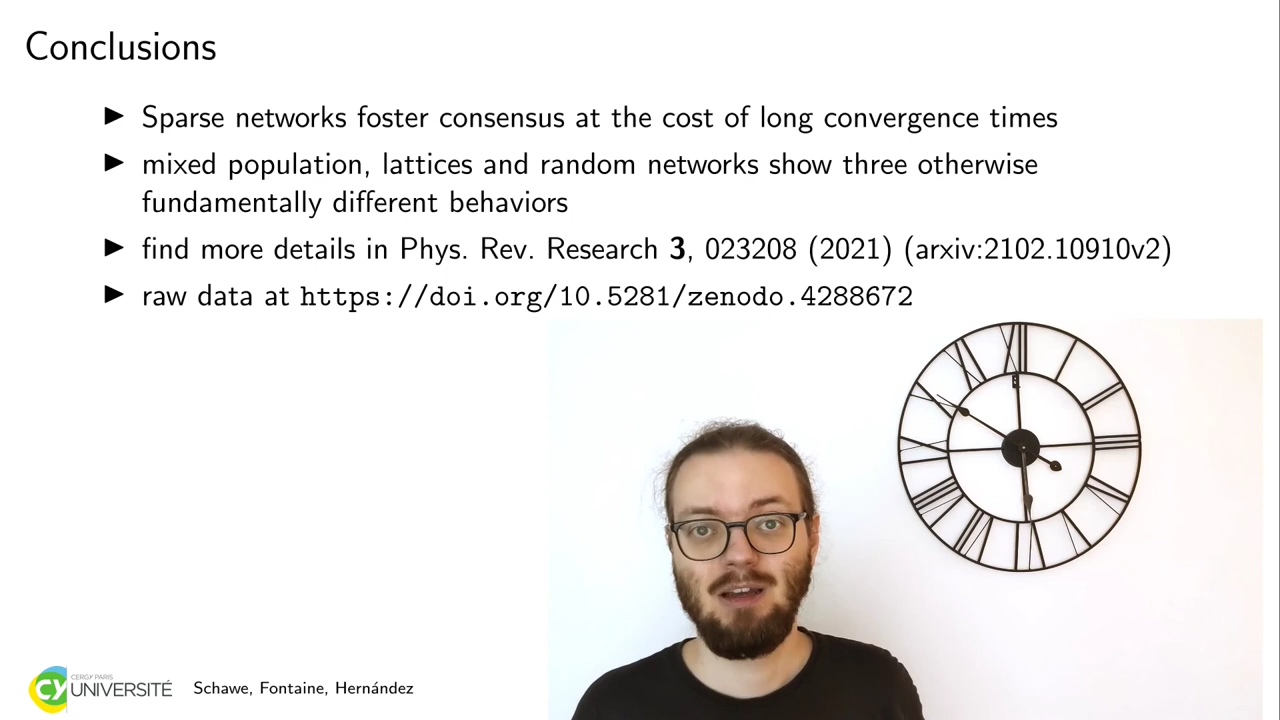 Conclusions
▶ Sparse networks foster consensus at the cost of long convergence times
▶ mixed population, lattices and random networks show three otherwise
fundamentally different behaviors
▶ find more details in Phys. Rev. Research 3, 023208 (2021) (arxiv:2102.10910v2)
▶ raw data at https://doi.org/10.5281/zenodo.4288672
CERGY PARIS
CY UNIVERSITÉ
Schawe, Fontaine, Hernández